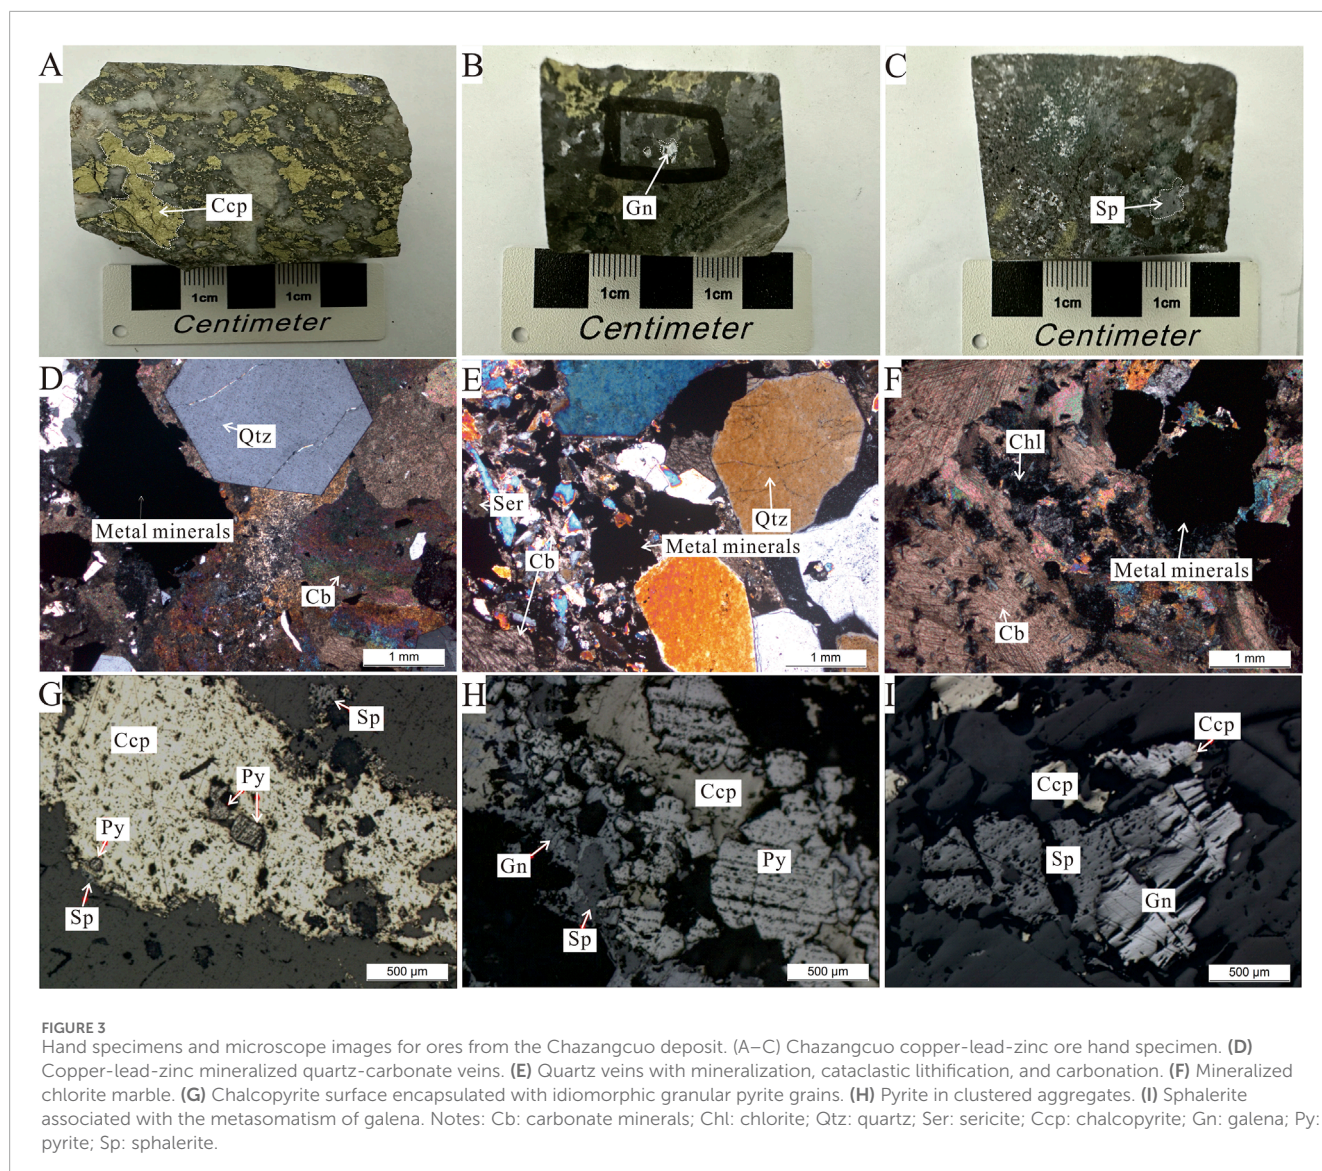 A
Ccp
1cm
1cm
Centimeter
B
Gn
1cm
1cm
Centimeter
C
Sp
1cm
1cm
Centimeter
D
Qtz
Metal minerals
Cb
1 mm
E
Ser
Qtz
Metal minerals
Cb
1 mm
F
Chl
Metal minerals
Cb
1 mm
G
Sp
Ccp
Py
Py
Sp
500 µm
H
Ccp
Gn
Py
Sp
500 µm
I
Ccp
Ccp
Sp
Gn
500 µm
FIGURE 3
Hand specimens and microscope images for ores from the Chazangcuo deposit. (A–C) Chazangcuo copper-lead-zinc ore hand specimen. (D)
Copper-lead-zinc mineralized quartz-carbonate veins. (E) Quartz veins with mineralization, cataclastic lithification, and carbonation. (F) Mineralized
chlorite marble. (G) Chalcopyrite surface encapsulated with idiomorphic granular pyrite grains. (H) Pyrite in clustered aggregates. (I) Sphalerite
associated with the metasomatism of galena. Notes: Cb: carbonate minerals; Chl: chlorite; Qtz: quartz; Ser: sericite; Ccp: chalcopyrite; Gn: galena; Py:
pyrite; Sp: sphalerite.